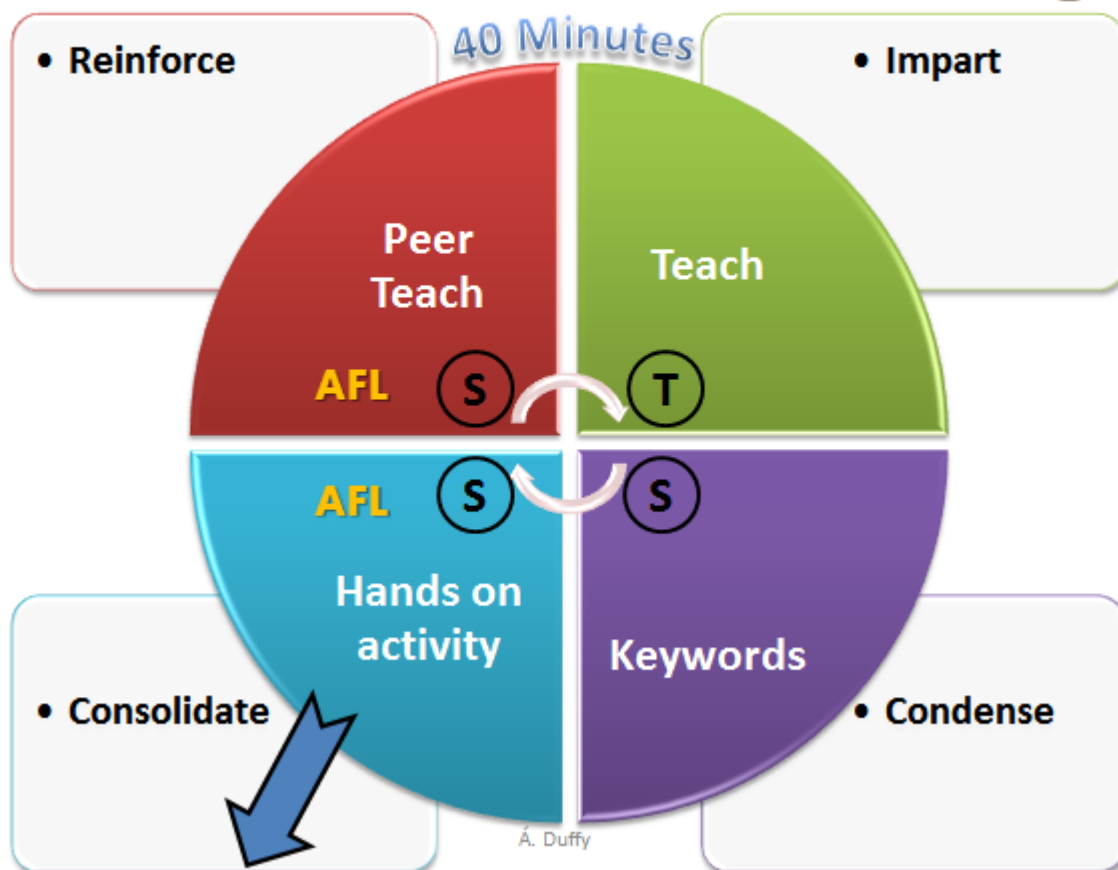 40 Minutes
• Reinforce
• Impart
Peer
Teach
Teach
AFL
S
T
AFL
S
S
Hands on
activity
Keywords
• Consolidate
• Condense
Á. Duffy